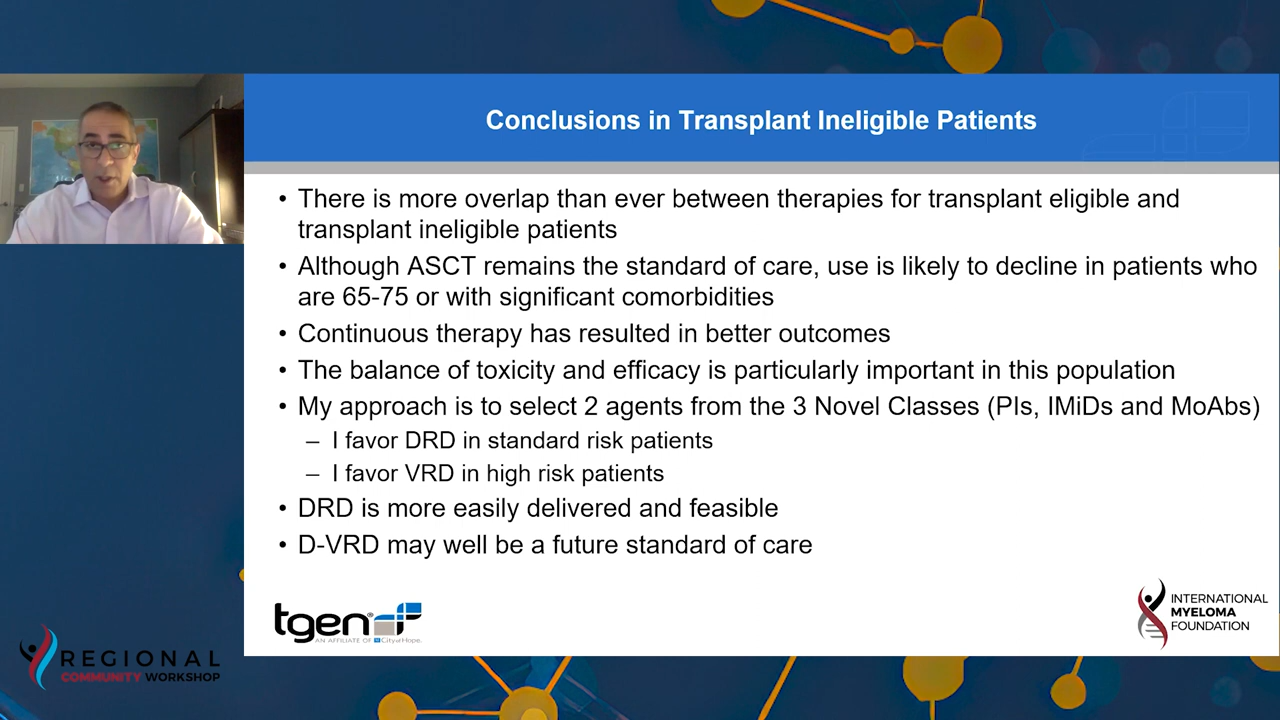 Conclusions in Transplant Ineligible Patients
• There is more overlap than ever between therapies for transplant eligible and
transplant ineligible patients
• Although ASCT remains the standard of care, use is likely to decline in patients who
are 65-75 or with significant comorbidities
• Continuous therapy has resulted in better outcomes
• The balance of toxicity and efficacy is particularly important in this population
• My approach is to select 2 agents from the 3 Novel Classes (PIs, IMiDs and MoAbs)
– I favor DRD in standard risk patients
– I favor VRD in high risk patients
• DRD is more easily delivered and feasible
• D-VRD may well be a future standard of care
tgen®
AN AFFILIATE OF City of Hope.
INTERNATIONAL
MYELOMA
FOUNDATION
REGIONAL
COMMUNITY WORKSHOP